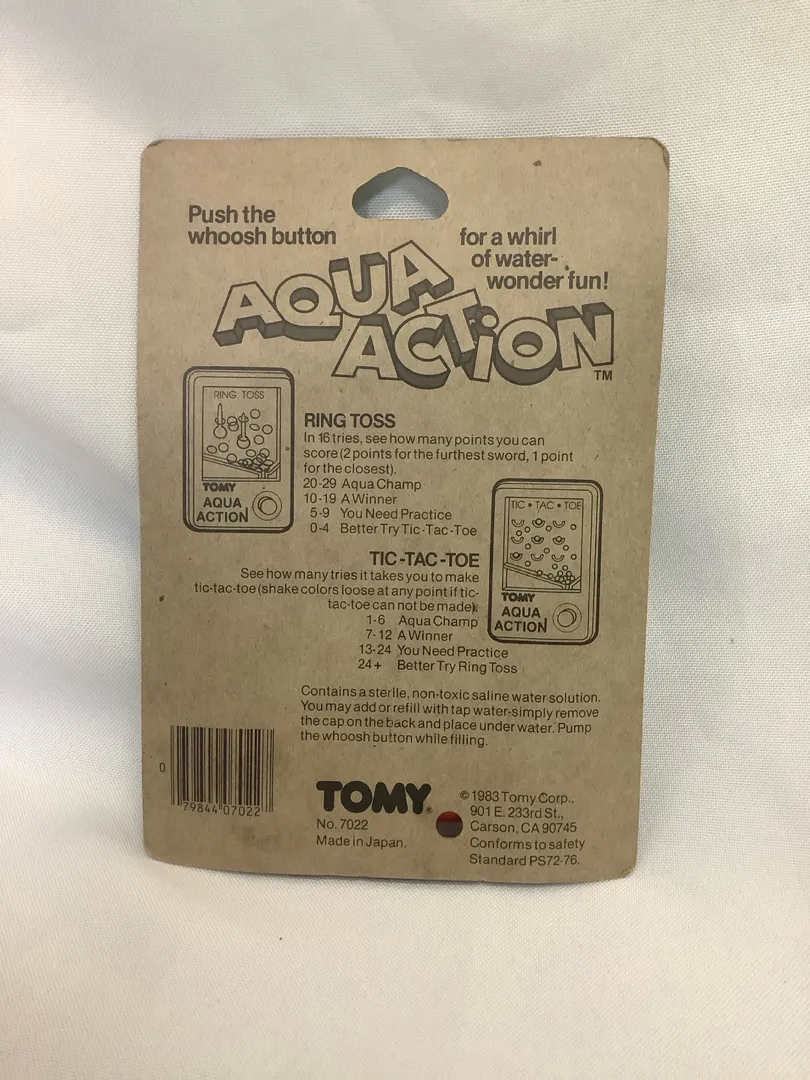 Push the
whoosh button
for a whirl
of water-
wonder fun!
AQUA
ACTiON
TM
RING TOSS
TOMY
AQUA
ACTION
RING TOSS
In 16 tries, see how many points you can
score (2 points for the furthest sword, 1 point
for the closest).
20-29 Aqua Champ
10-19 A Winner
5-9 You Need Practice
0-4 Better Try Tic-Tac-Toe
TIC • TAC • TOE
TOMY
AQUA
ACTION
TIC-TAC-TOE
See how many tries it takes you to make
tic-tac-toe (shake colors loose at any point if tic-
tac-toe can not be made).
1-6 Aqua Champ
7-12 A Winner
13-24 You Need Practice
24+ Better Try Ring Toss
Contains a sterile, non-toxic saline water solution.
You may add or refill with tap water-simply remove
the cap on the back and place under water. Pump
the whoosh button while filling.
0
79844 07022
TOMY®
No. 7022
Made in Japan.
© 1983 Tomy Corp.,
901 E. 233rd St.,
Carson, CA 90745
Conforms to safety
Standard PS72-76.